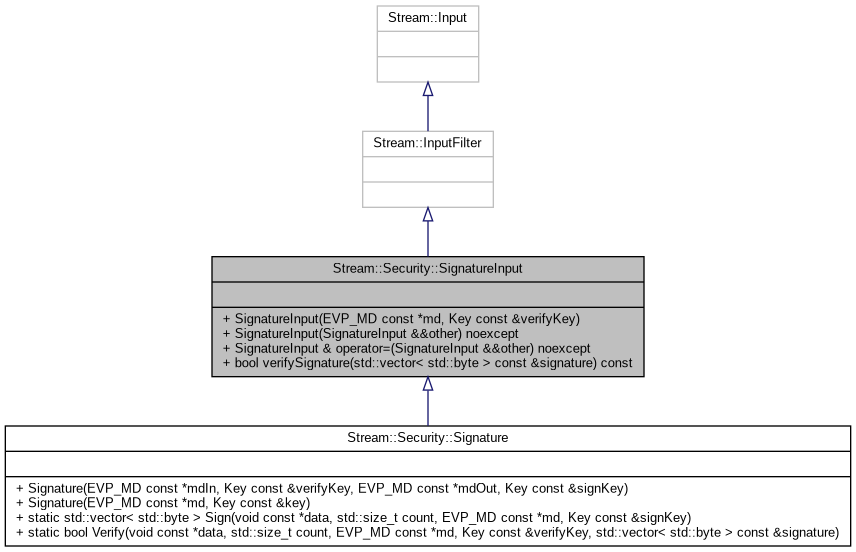 Stream::Input
Stream::InputFilter
Stream::Security::SignatureInput
+ SignatureInput(EVP_MD const *md, Key const &verifyKey)
+ SignatureInput(SignatureInput &&other) noexcept
+ SignatureInput & operator=(SignatureInput &&other) noexcept
+ bool verifySignature(std::vector< std::byte > const &signature) const
Stream::Security::Signature
+ Signature(EVP_MD const *mdIn, Key const &verifyKey, EVP_MD const *mdOut, Key const &signKey)
+ Signature(EVP_MD const *md, Key const &key)
+ static std::vector< std::byte > Sign(void const *data, std::size_t count, EVP_MD const *md, Key const &signKey)
+ static bool Verify(void const *data, std::size_t count, EVP_MD const *md, Key const &verifyKey, std::vector< std::byte > const &signature)